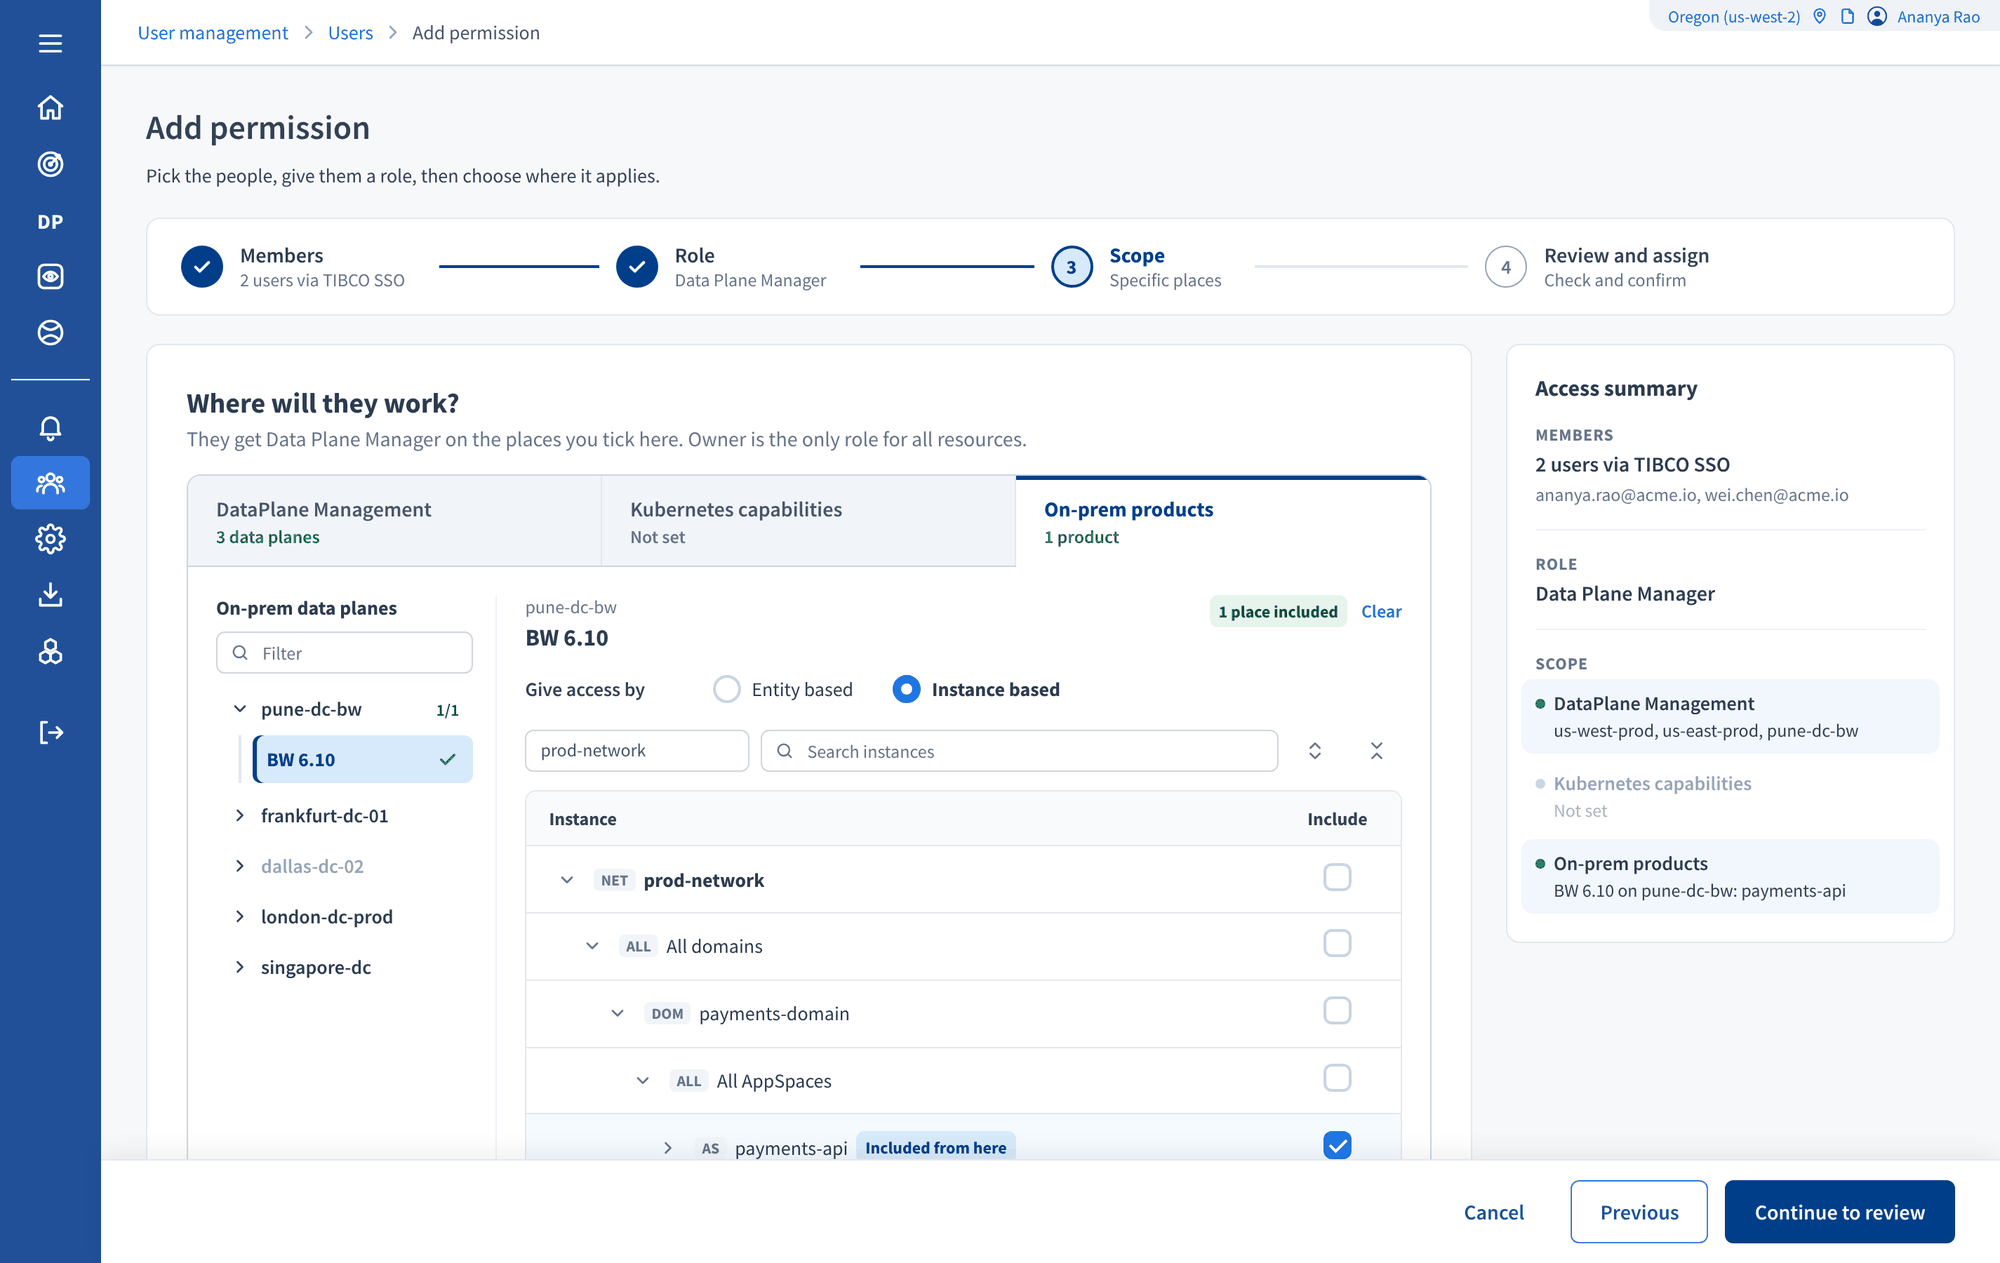 User management > Users > Add permission
Oregon (us-west-2) Ananya Rao
DP
Add permission
Pick the people, give them a role, then choose where it applies.
Members
2 users via TIBCO SSO
Role
Data Plane Manager
3
Scope
Specific places
4
Review and assign
Check and confirm
Where will they work?
They get Data Plane Manager on the places you tick here. Owner is the only role for all resources.
DataPlane Management
3 data planes
Kubernetes capabilities
Not set
On-prem products
1 product
On-prem data planes
Filter
pune-dc-bw 1/1
BW 6.10
frankfurt-dc-01
dallas-dc-02
london-dc-prod
singapore-dc
pune-dc-bw
BW 6.10
1 place included Clear
Give access by Entity based Instance based
prod-network Search instances
Instance Include
NET prod-network
ALL All domains
DOM payments-domain
ALL All AppSpaces
AS payments-api Included from here
Access summary
MEMBERS
2 users via TIBCO SSO
ananya.rao@acme.io, wei.chen@acme.io
ROLE
Data Plane Manager
SCOPE
DataPlane Management
us-west-prod, us-east-prod, pune-dc-bw
Kubernetes capabilities
Not set
On-prem products
BW 6.10 on pune-dc-bw: payments-api
Cancel Previous Continue to review